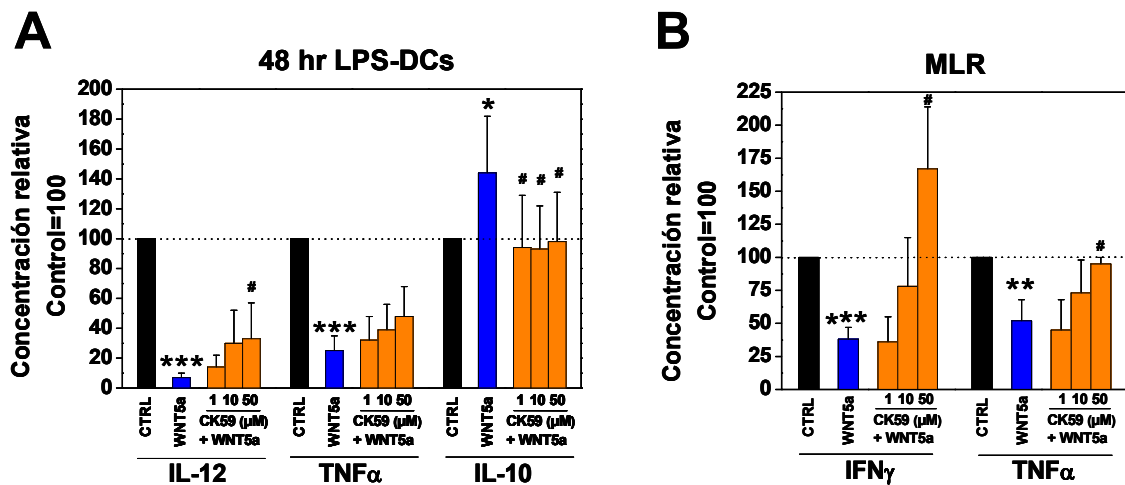 A
48 hr LPS-DCs
Concentración relativa
Control=100
200
180
160
140
120
100
80
60
40
20
0
***
#
***
*
# # #
CTRL
WNT5a
1 10 50
CK59 (µM)
+ WNT5a
IL-12
CTRL
WNT5a
1 10 50
CK59 (µM)
+ WNT5a
TNFα
CTRL
WNT5a
1 10 50
CK59 (µM)
+ WNT5a
IL-10
B
MLR
Concentración relativa
Control=100
225
200
175
150
125
100
75
50
25
0
***
#
**
#
CTRL
WNT5a
1 10 50
CK59 (µM)
+ WNT5a
IFNγ
CTRL
WNT5a
1 10 50
CK59 (µM)
+ WNT5a
TNFα